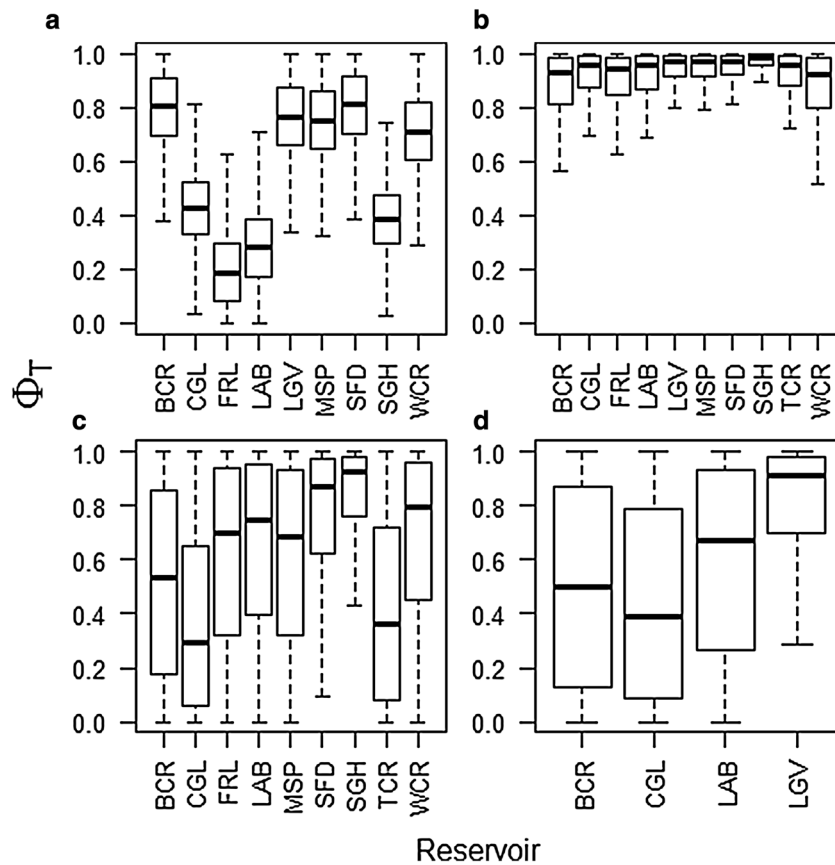 a
b
1.0
0.8
0.6
0.4
0.2
0.0
1.0
0.8
0.6
0.4
0.2
0.0
BCR CGL FRL LAB LGV MSP SFD SGH WCR
BCR CGL FRL LAB LGV MSP SFD SGH TCR WCR
Φ_T
c
d
1.0
0.8
0.6
0.4
0.2
0.0
1.0
0.8
0.6
0.4
0.2
0.0
BCR CGL FRL LAB MSP SFD SGH TCR WCR
BCR CGL LAB LGV
Reservoir